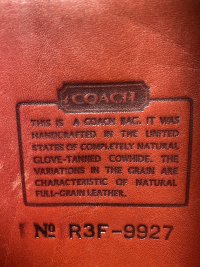 COACH
THIS IS A COACH BAG. IT WAS
HANDCRAFTED IN THE UNITED
STATES OF COMPLETELY NATURAL
GLOVE-TANNED COWHIDE. THE
VARIATIONS IN THE GRAIN ARE
CHARACTERISTIC OF NATURAL
FULL-GRAIN LEATHER.
No R3F-9927